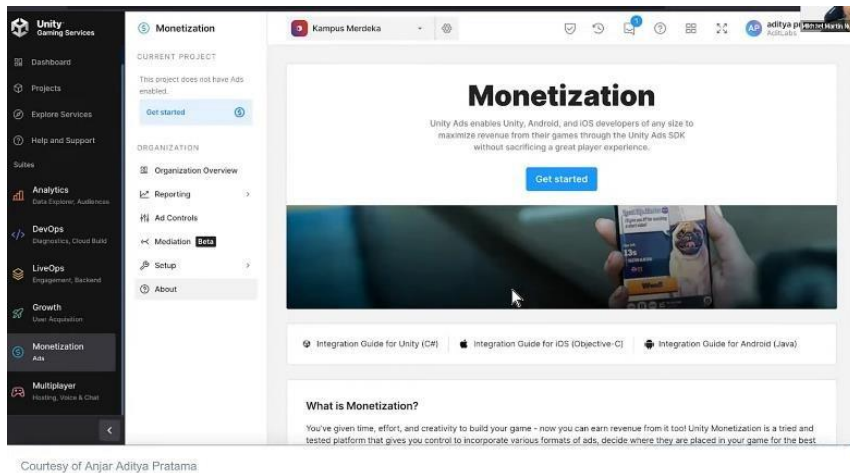 Unity
Gaming Services
Dashboard
Projects
Explore Services
Help and Support
Suites
Analytics
Data Explorer, Audiences
DevOps
Diagnostics, Cloud Build
LiveOps
Engagement, Backend
Growth
User Acquisition
Monetization
Ads
Multiplayer
Hosting, Voice & Chat
Monetization
CURRENT PROJECT
This project does not have Ads
enabled.
Get started
ORGANIZATION
Organization Overview
Reporting
Ad Controls
Mediation Beta
Setup
About
Kampus Merdeka
AP
aditya
Monetization
Unity Ads enables Unity, Android, and iOS developers of any size to
maximize revenue from their games through the Unity Ads SDK
without sacrificing a great player experience.
Get started
13s
Integration Guide for Unity (C#)
Integration Guide for iOS (Objective-C)
Integration Guide for Android (Java)
What is Monetization?
You've given time, effort, and creativity to build your game - now you can earn revenue from it too! Unity Monetization is a tried and
tested platform that gives you control to incorporate various formats of ads, decide where they are placed in your game for the best
Courtesy of Anjar Aditya Pratama